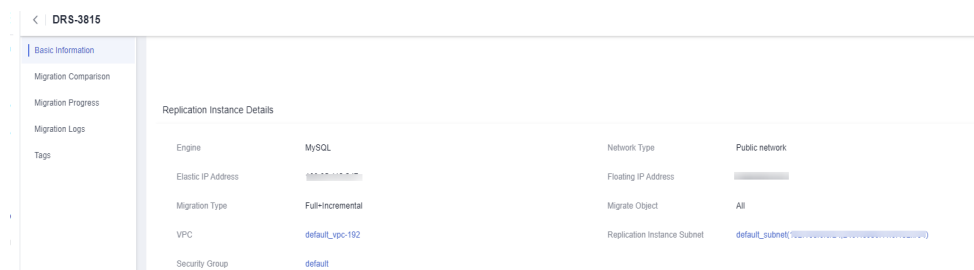 < DRS-3815
Basic Information
Migration Comparison
Migration Progress
Migration Logs
Tags
Replication Instance Details
Engine MySQL Network Type Public network
Elastic IP Address Floating IP Address
Migration Type Full+Incremental Migrate Object All
VPC default_vpc-192 Replication Instance Subnet default_subnet(
Security Group default